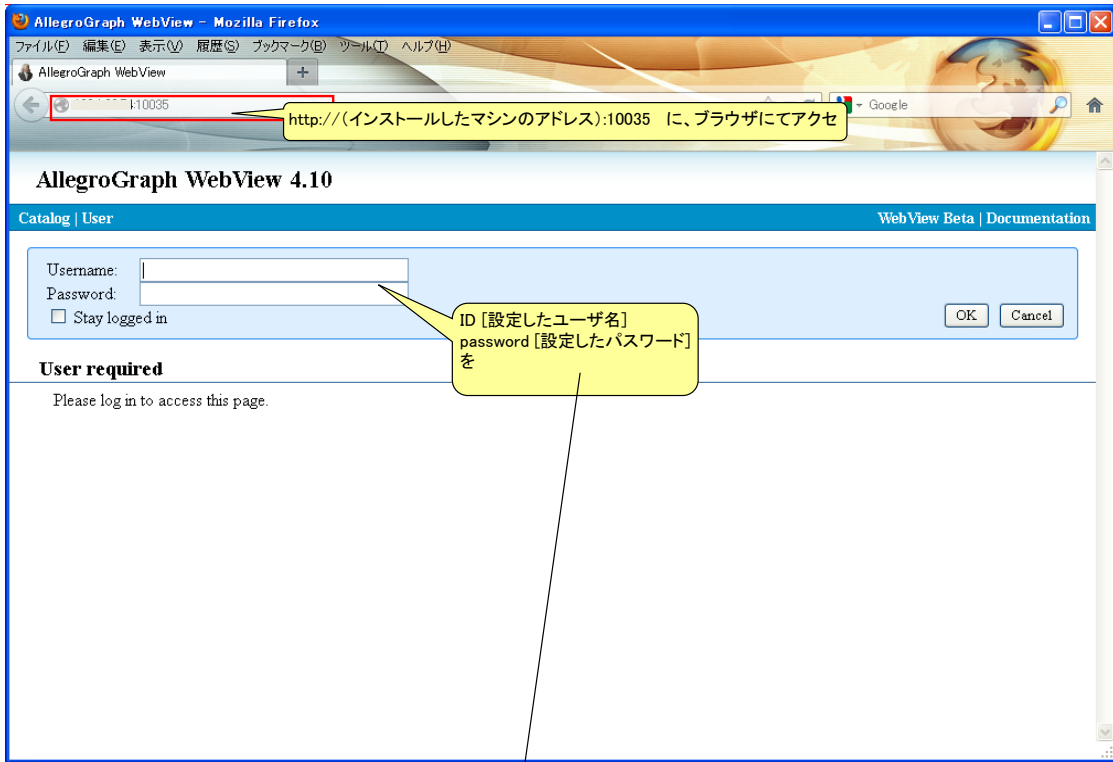 AllegroGraph WebView - Mozilla Firefox
ファイル(F) 編集(E) 表示(V) 履歴(S) ブックマーク(B) ツール(T) ヘルプ(H)
AllegroGraph WebView
:10035
Google
http://(インストールしたマシンのアドレス):10035 に、ブラウザにてアクセ
AllegroGraph WebView 4.10
Catalog | User
WebView Beta | Documentation
Username:
Password:
Stay logged in
OK Cancel
ID [設定したユーザ名]
password [設定したパスワード]
を
User required
Please log in to access this page.